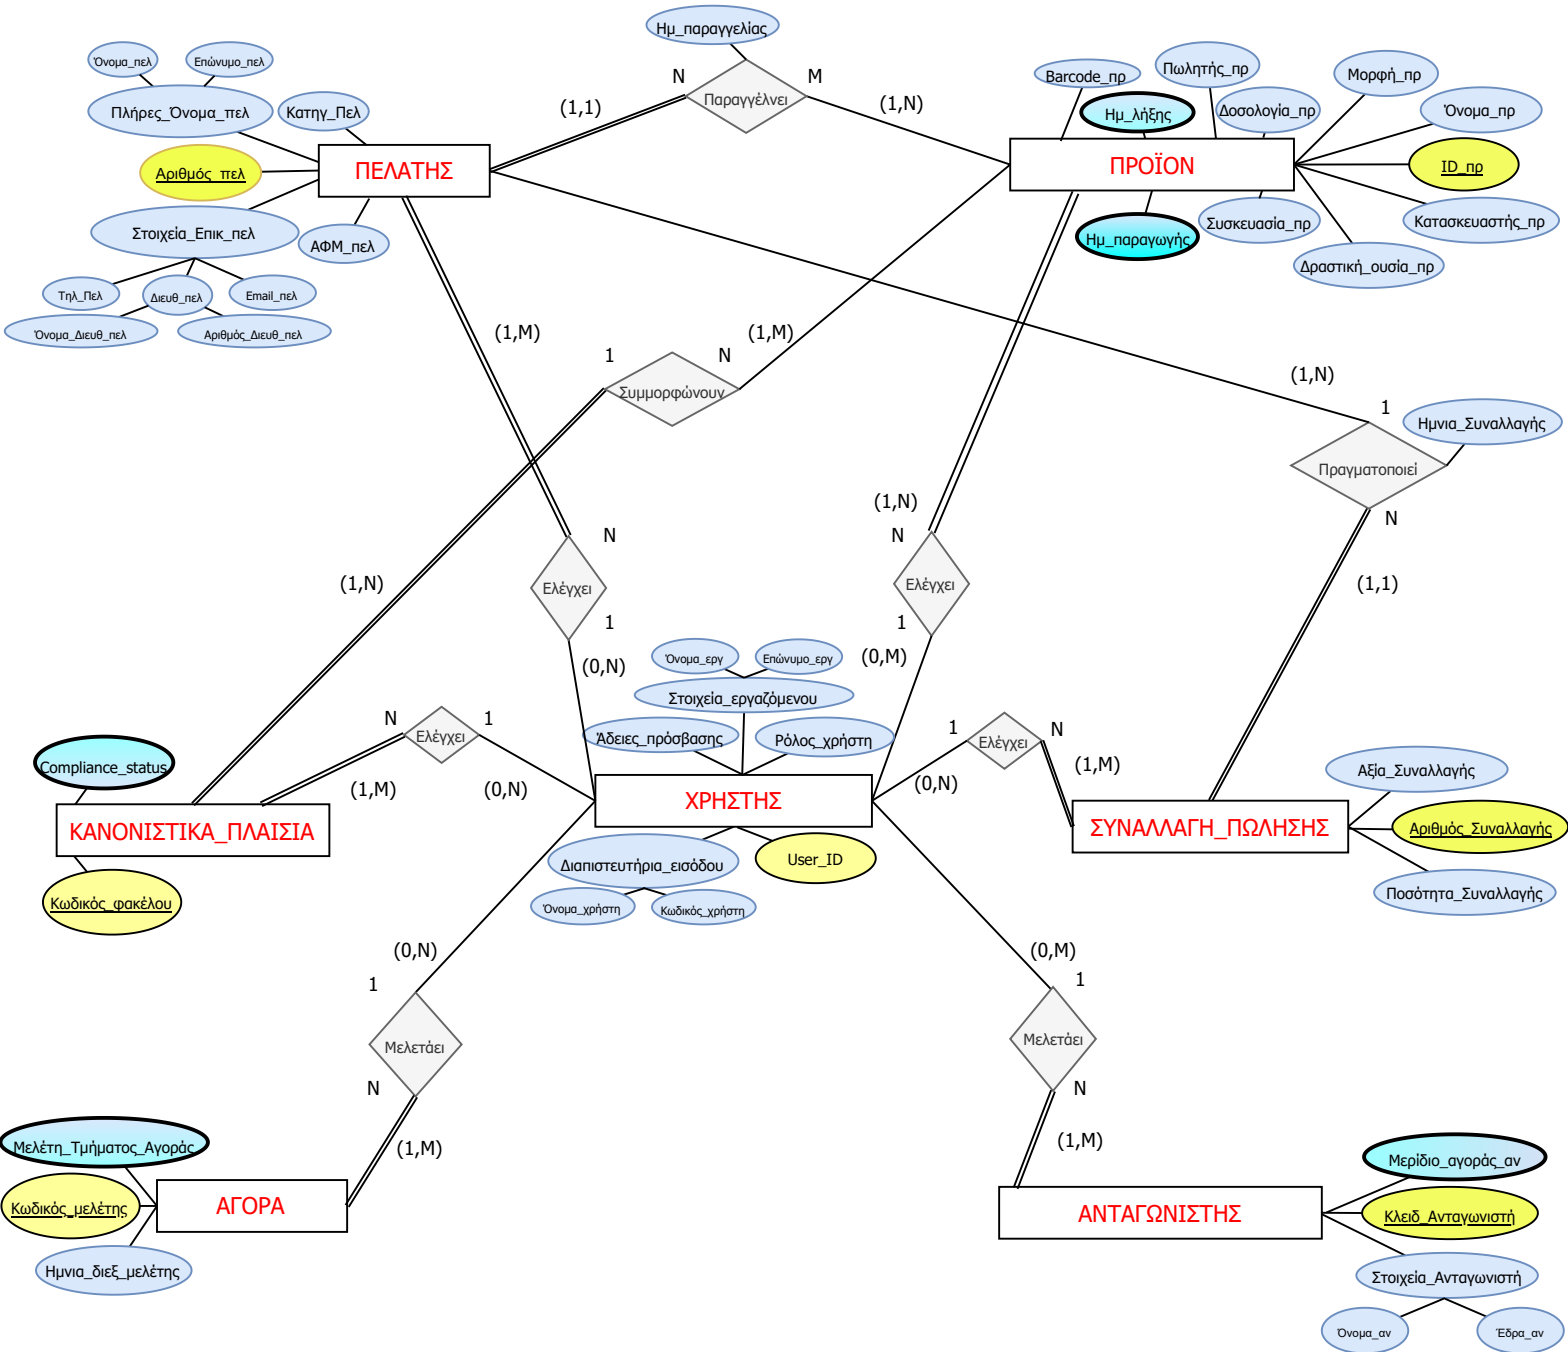 Ημ_παραγγελίας
Όνομα_πελ
Επώνυμο_πελ
Πλήρες_Όνομα_πελ
Κατηγ_Πελ
Αριθμός_πελ
ΠΕΛΑΤΗΣ
Στοιχεία_Επικ_πελ
ΑΦΜ_πελ
Τηλ_Πελ
Διευθ_πελ
Email_πελ
Όνομα_Διευθ_πελ
Αριθμός_Διευθ_πελ
(1,1)
N
Παραγγέλνει
M
(1,N)
Barcode_πρ
Πωλητής_πρ
Μορφή_πρ
Ημ_λήξης
Δοσολογία_πρ
Όνομα_πρ
ΠΡΟΪΟΝ
ID_πρ
Ημ_παραγωγής
Συσκευασία_πρ
Κατασκευαστής_πρ
Δραστική_ουσία_πρ
(1,M)
1
N
(1,M)
Συμμορφώνουν
(1,N)
1
Ημνια_Συναλλαγής
Πραγματοποιεί
N
(1,1)
(1,N)
N
Ελέγχει
1
(0,N)
(1,N)
N
Ελέγχει
1
(0,M)
Όνομα_εργ
Επώνυμο_εργ
Στοιχεία_εργαζόμενου
Άδειες_πρόσβασης
Ρόλος_χρήστη
N
Ελέγχει
1
(1,M)
(0,N)
1
Ελέγχει
N
(0,N)
(1,M)
Compliance_status
ΚΑΝΟΝΙΣΤΙΚΑ_ΠΛΑΙΣΙΑ
Κωδικός_φακέλου
ΧΡΗΣΤΗΣ
Διαπιστευτήρια_εισόδου
User_ID
Όνομα_χρήστη
Κωδικός_χρήστη
Αξία_Συναλλαγής
ΣΥΝΑΛΛΑΓΗ_ΠΩΛΗΣΗΣ
Αριθμός_Συναλλαγής
Ποσότητα_Συναλλαγής
(0,N)
1
Μελετάει
N
(1,M)
(0,M)
1
Μελετάει
N
(1,M)
Μελέτη_Τμήματος_Αγοράς
Κωδικός_μελέτης
ΑΓΟΡΑ
Ημνια_διεξ_μελέτης
ΑΝΤΑΓΩΝΙΣΤΗΣ
Μερίδιο_αγοράς_αν
Κλειδ_Ανταγωνιστή
Στοιχεία_Ανταγωνιστή
Όνομα_αν
Έδρα_αν